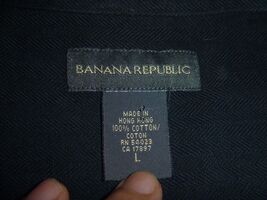 BANANA REPUBLIC
MADE IN
HONG KONG
100% COTTON/
COTON
RN 54023
CA 17897
L